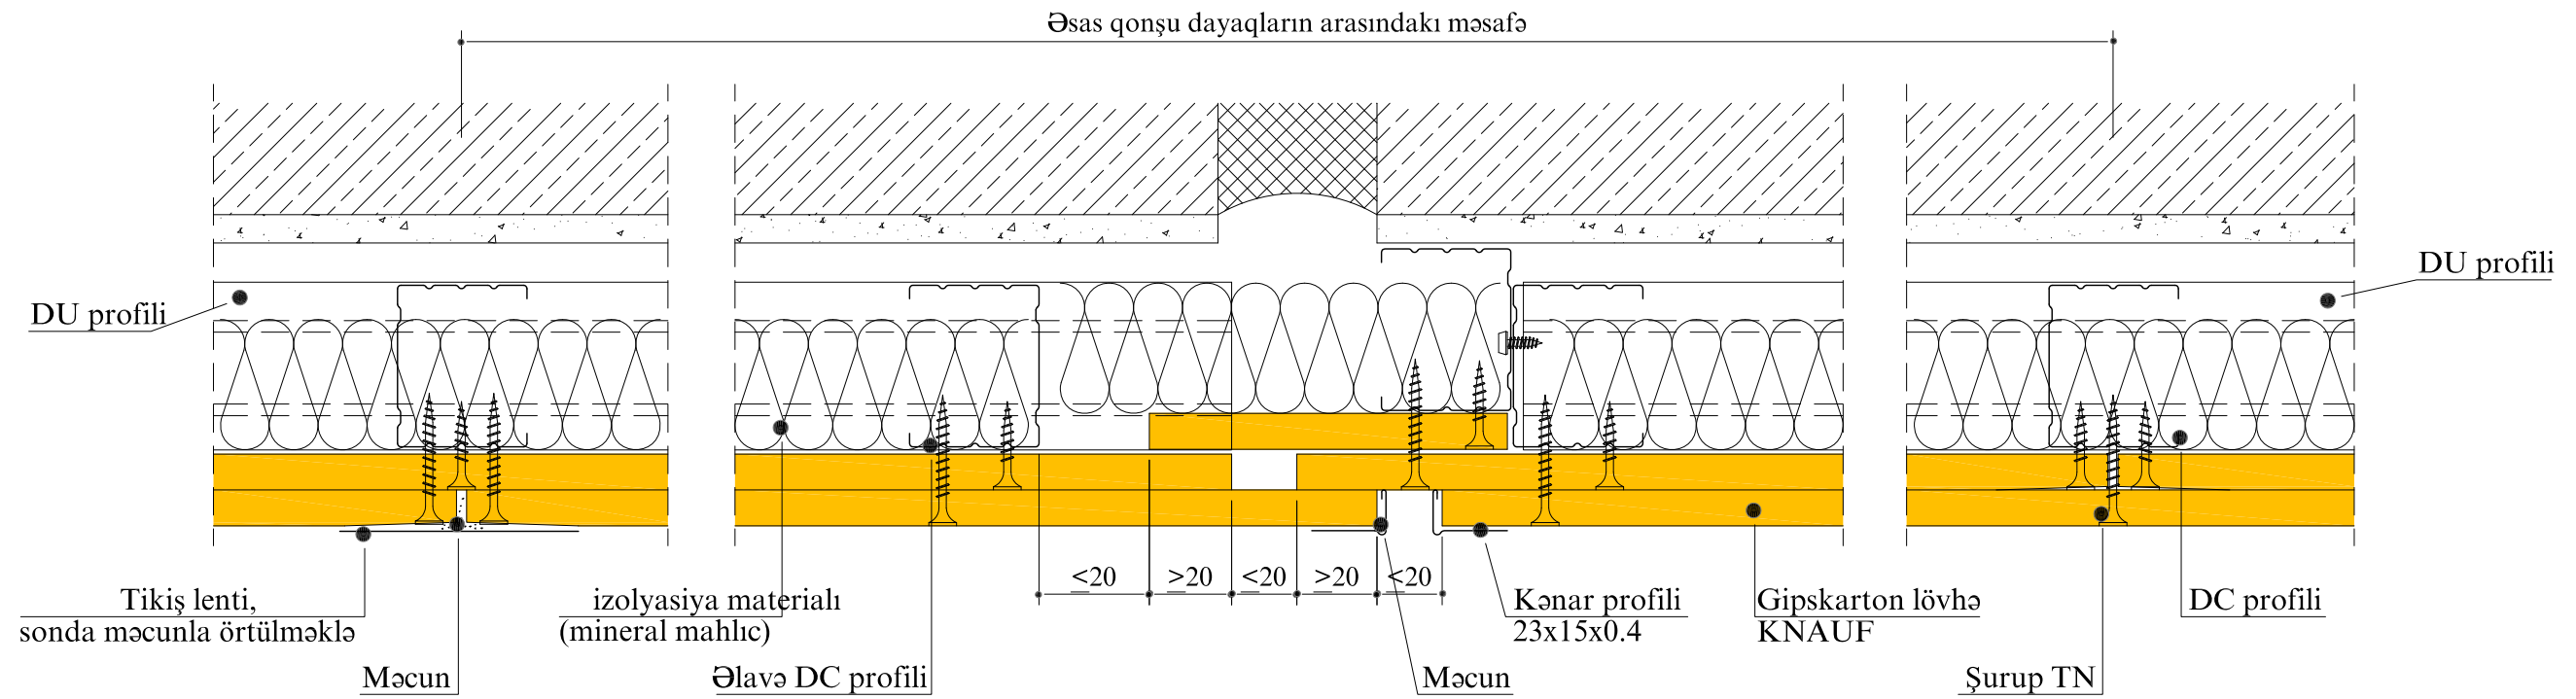 Əsas qonşu dayaqların arasındakı məsafə
DU profili
DU profili
≤20
≥20
≤20
≥20
≤20
Tikiş lenti,
sonda məcunla örtülməklə
izolyasiya materialı
(mineral mahlıc)
Kənar profili
23x15x0.4
Gipskarton lövhə
KNAUF
DC profili
Məcun
Əlavə DC profili
Məcun
Şurup TN